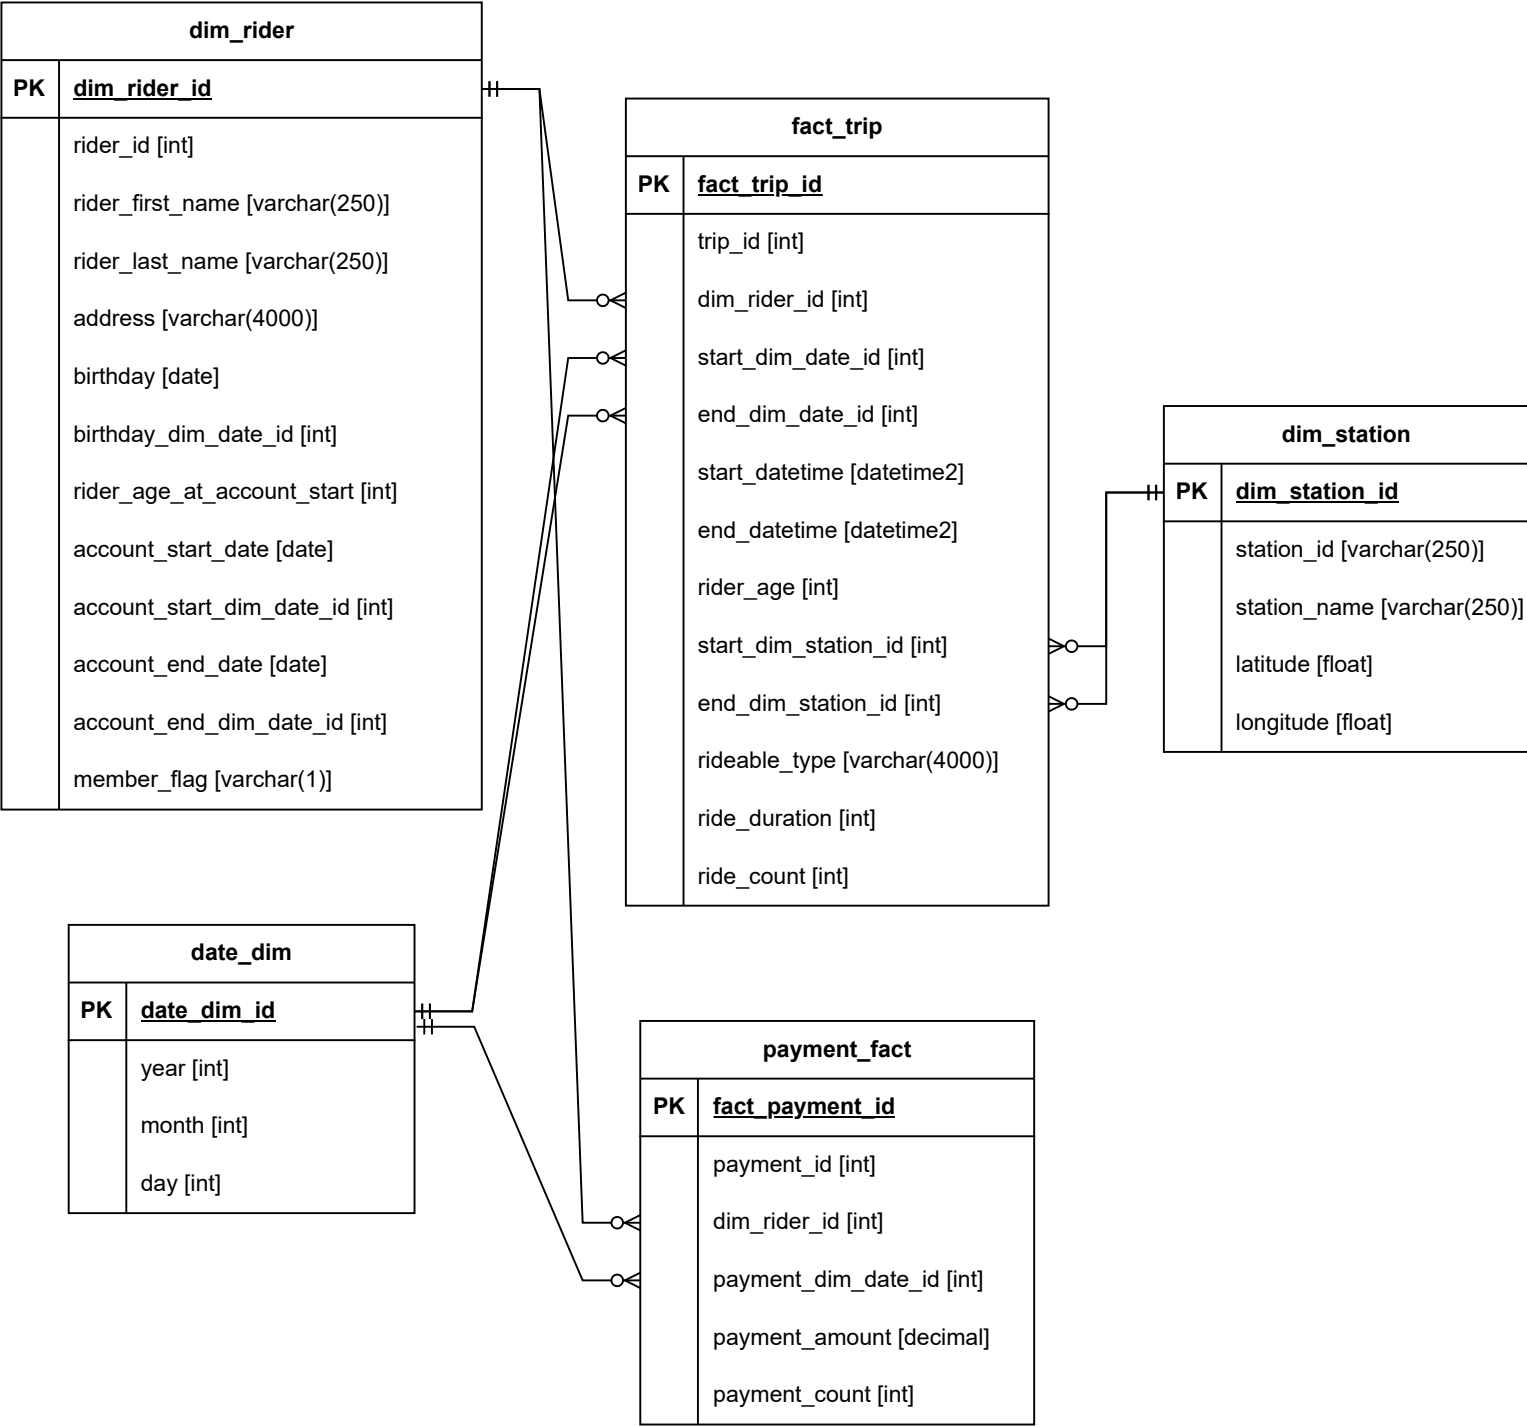 dim_rider
PK dim_rider_id
rider_id [int]
rider_first_name [varchar(250)]
rider_last_name [varchar(250)]
address [varchar(4000)]
birthday [date]
birthday_dim_date_id [int]
rider_age_at_account_start [int]
account_start_date [date]
account_start_dim_date_id [int]
account_end_date [date]
account_end_dim_date_id [int]
member_flag [varchar(1)]
fact_trip
PK fact_trip_id
trip_id [int]
dim_rider_id [int]
start_dim_date_id [int]
end_dim_date_id [int]
start_datetime [datetime2]
end_datetime [datetime2]
rider_age [int]
start_dim_station_id [int]
end_dim_station_id [int]
rideable_type [varchar(4000)]
ride_duration [int]
ride_count [int]
dim_station
PK dim_station_id
station_id [varchar(250)]
station_name [varchar(250)]
latitude [float]
longitude [float]
date_dim
PK date_dim_id
year [int]
month [int]
day [int]
payment_fact
PK fact_payment_id
payment_id [int]
dim_rider_id [int]
payment_dim_date_id [int]
payment_amount [decimal]
payment_count [int]